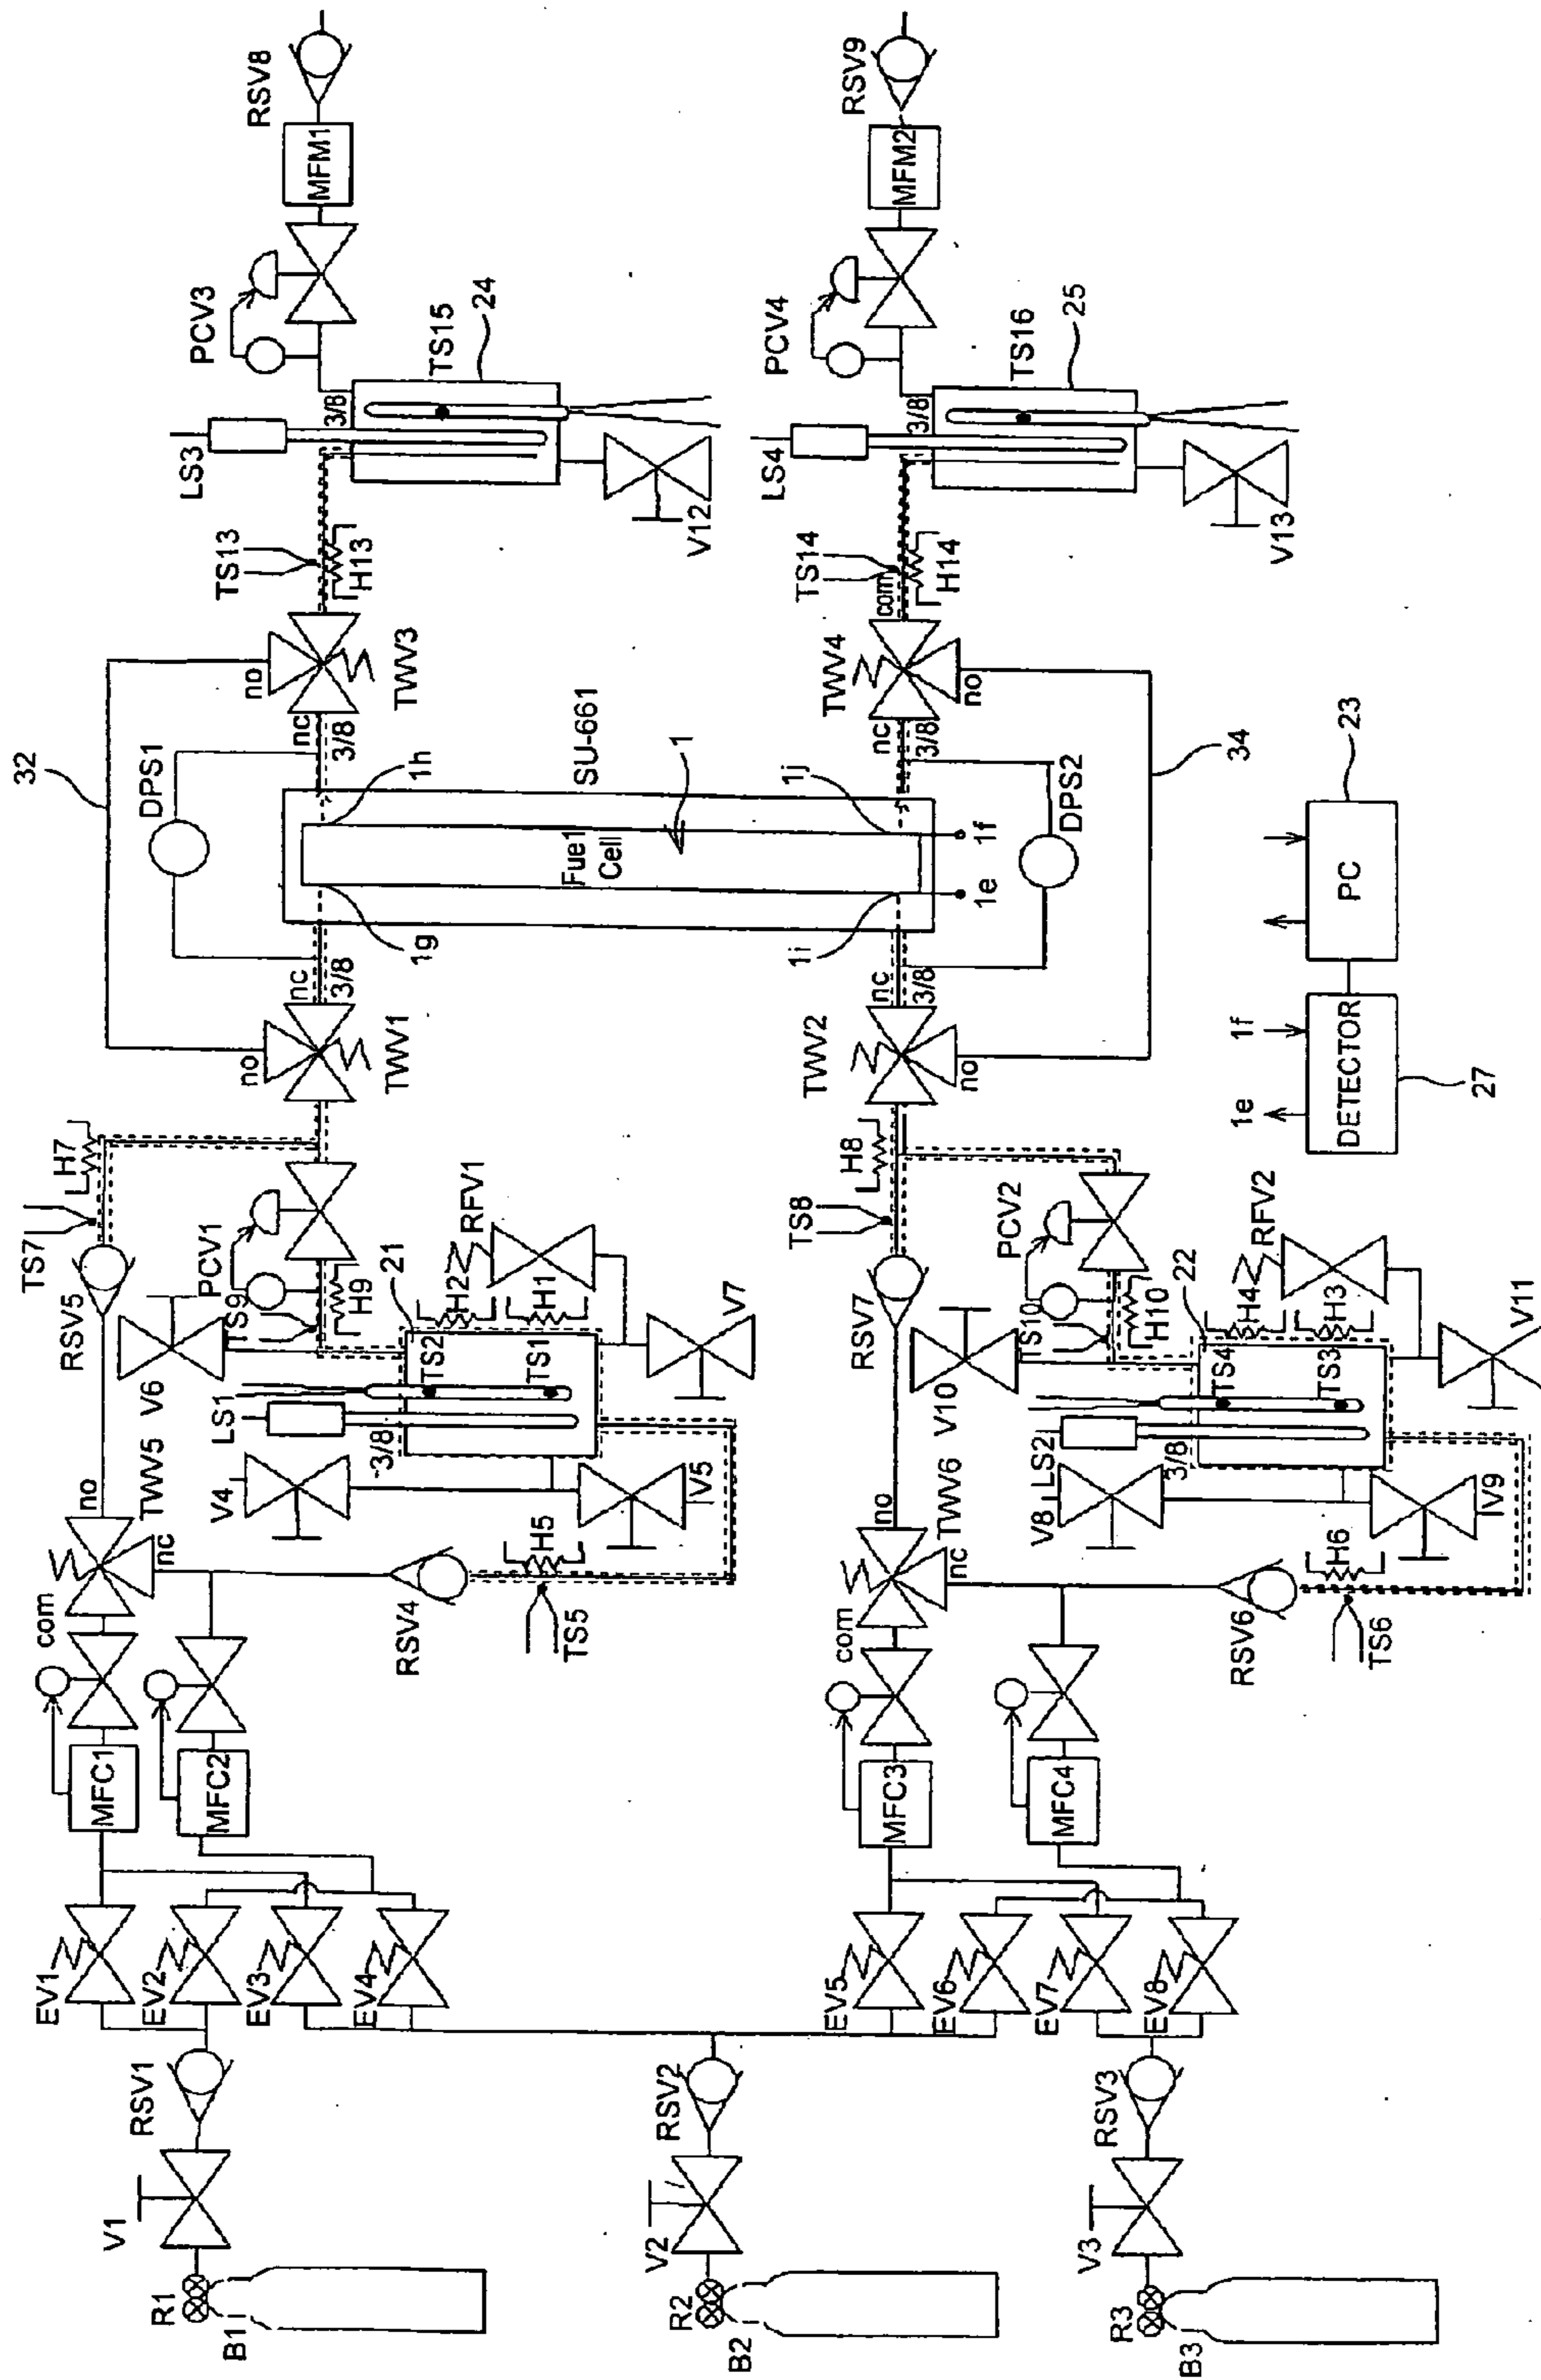 R1
B1
V1
RSV1
EV1
EV2
EV3
EV4
MFC1
MFC2
com
nc
no
TWV5
RSV4
TS5
H5
V4
V5
3/8
LS1
V6
TS2
TS1
21
H2
H1
RFV1
V7
RSV5
TS7
H7
TS9
H9
PCV1
TWV1
no
nc
3/8
32
DPS1
1g
1h
Fuel
Cell
1
SU-661
nc
3/8
no
TWV3
TS13
H13
LS3
3/8
TS15
24
V12
PCV3
MFM1
RSV8
R2
B2
V2
RSV2
R3
B3
V3
RSV3
EV5
EV6
EV7
EV8
MFC3
MFC4
com
nc
no
TWV6
RSV6
TS6
H6
V8
V9
3/8
LS2
V10
TS4
TS3
22
H4
H3
RFV2
V11
RSV7
TS8
H8
TS10
H10
PCV2
TWV2
no
nc
3/8
34
DPS2
1i
1j
1e
1f
nc
3/8
no
TWV4
com
TS14
H14
LS4
3/8
TS16
25
V13
PCV4
MFM2
RSV9
1e
1f
DETECTOR
27
PC
23